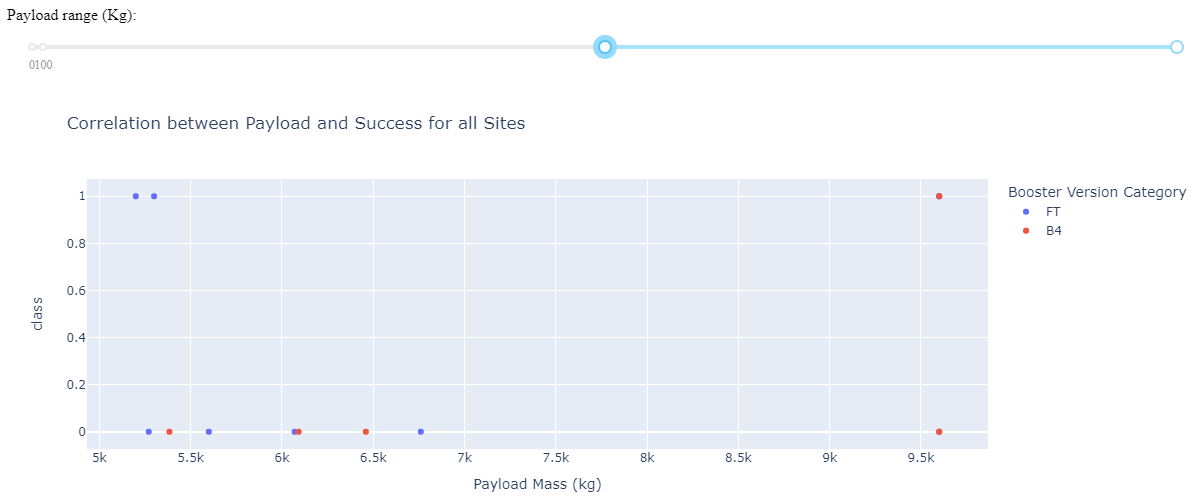 Payload range (Kg):
0100
Correlation between Payload and Success for all Sites
Booster Version Category
FT
B4
class
1
0.8
0.6
0.4
0.2
0
5k 5.5k 6k 6.5k 7k 7.5k 8k 8.5k 9k 9.5k
Payload Mass (kg)